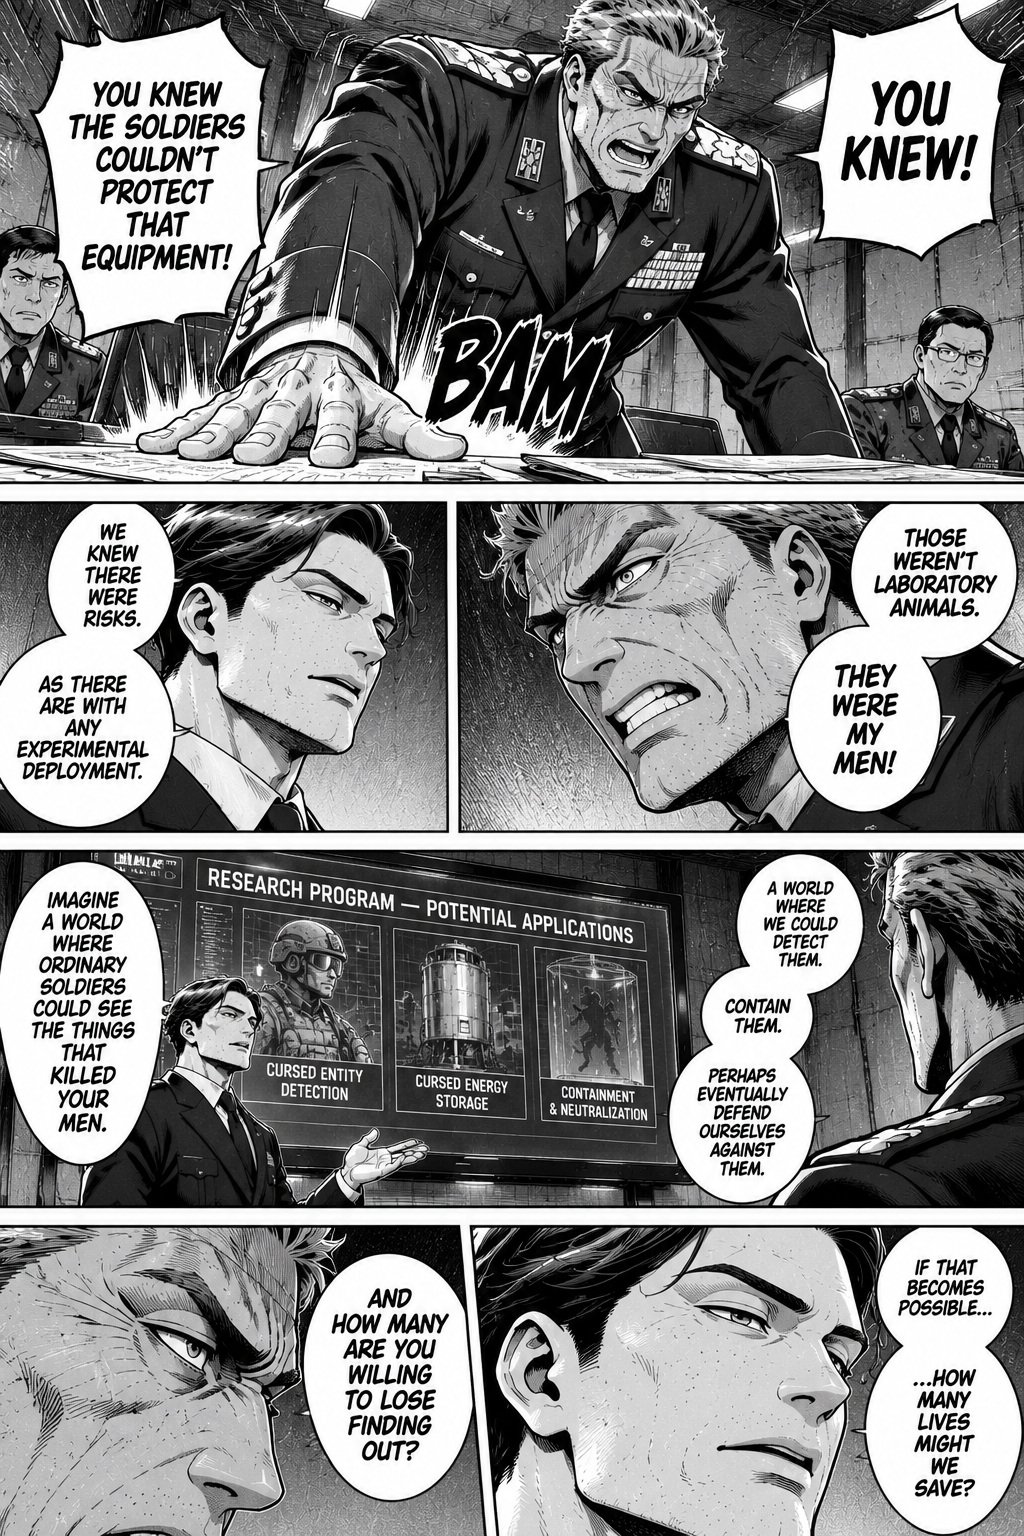 YOU KNEW
THE SOLDIERS
COULDN'T
PROTECT
THAT
EQUIPMENT!
YOU
KNEW!
BAM
WE
KNEW
THERE
WERE
RISKS.
AS THERE
ARE WITH
ANY
EXPERIMENTAL
DEPLOYMENT.
THOSE
WEREN'T
LABORATORY
ANIMALS.
THEY
WERE
MY
MEN!
IMAGINE
A WORLD
WHERE
ORDINARY
SOLDIERS
COULD SEE
THE THINGS
THAT
KILLED
YOUR
MEN.
RESEARCH PROGRAM — POTENTIAL APPLICATIONS
CURSED ENTITY
DETECTION
CURSED ENERGY
STORAGE
CONTAINMENT
& NEUTRALIZATION
A WORLD
WHERE
WE COULD
DETECT
THEM.
CONTAIN
THEM.
PERHAPS
EVENTUALLY
DEFEND
OURSELVES
AGAINST
THEM.
AND
HOW MANY
ARE YOU
WILLING
TO LOSE
FINDING
OUT?
IF THAT
BECOMES
POSSIBLE...
...HOW
MANY
LIVES
MIGHT
WE
SAVE?